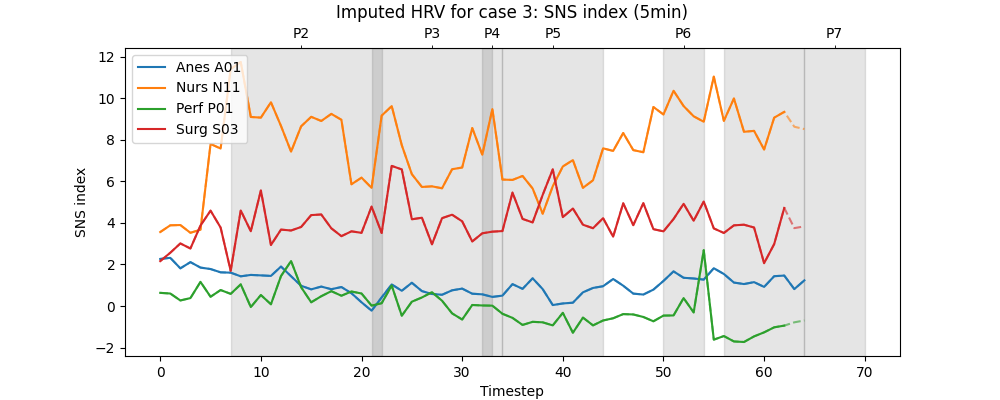 Imputed HRV for case 3: SNS index (5min)
P2 P3 P4 P5 P6 P7
Anes A01
Nurs N11
Perf P01
Surg S03
SNS index
12
10
8
6
4
2
0
−2
0 10 20 30 40 50 60 70
Timestep